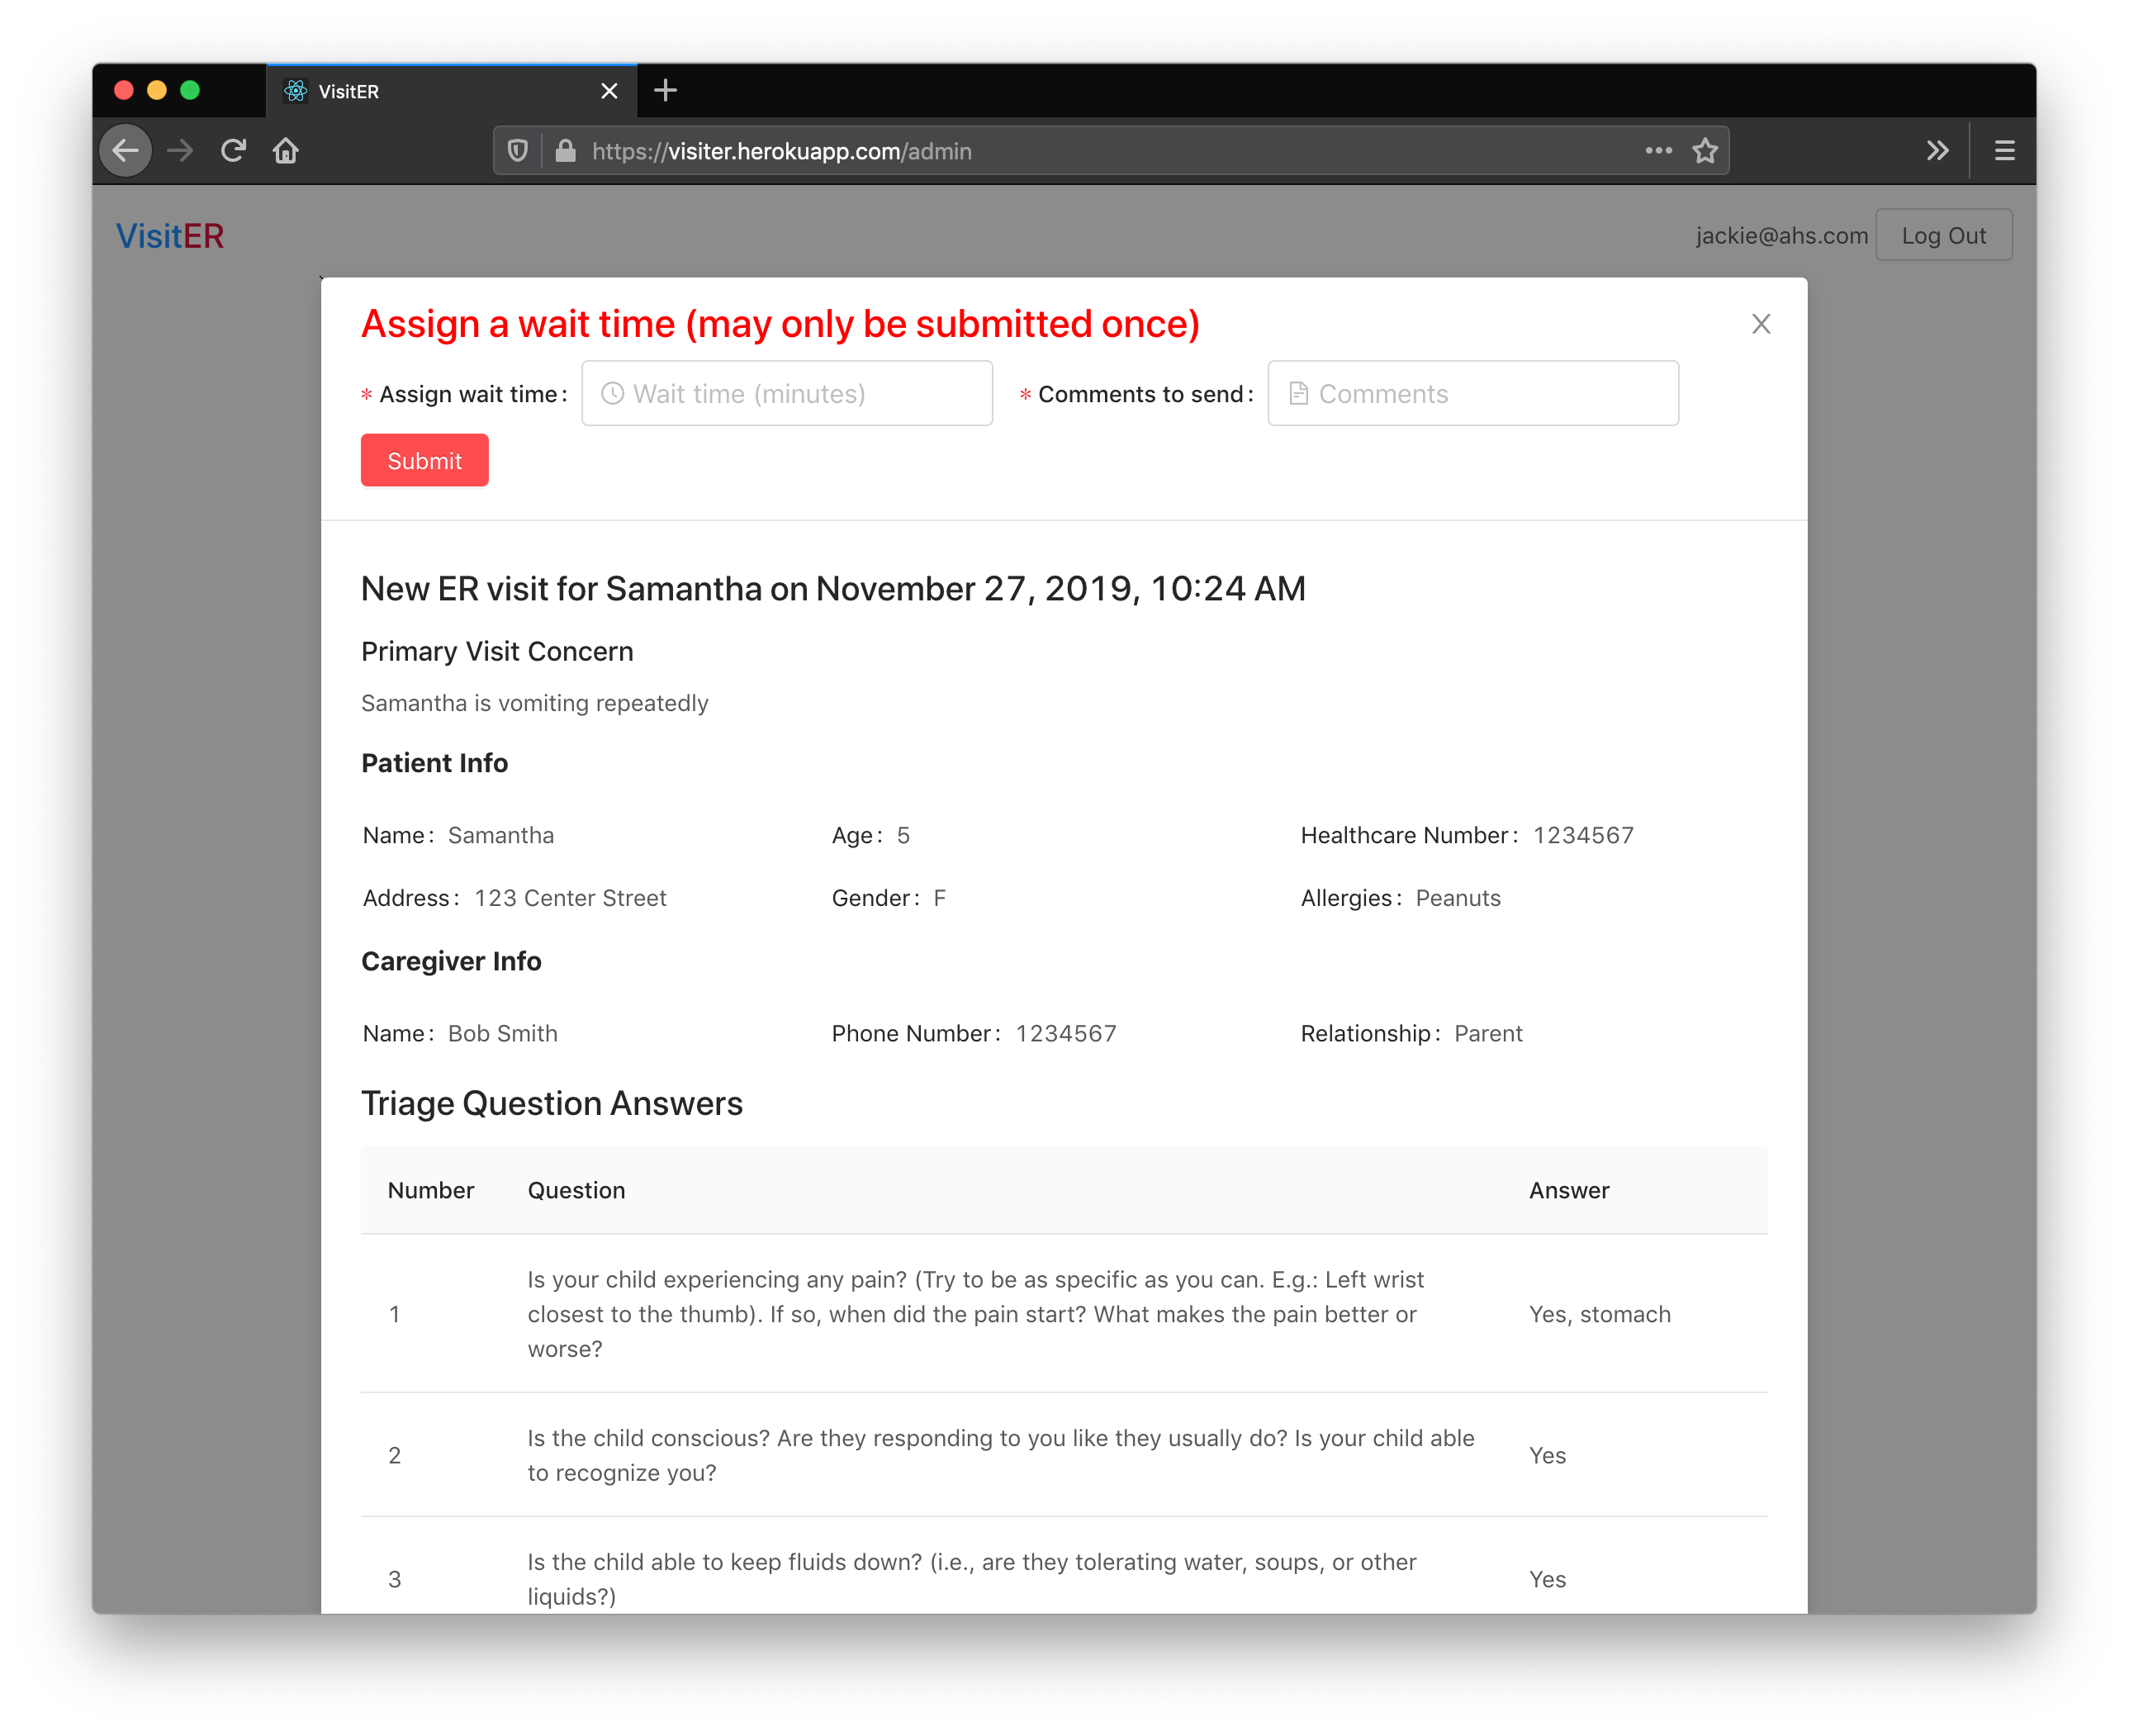 VisitER
https://visiter.herokuapp.com/admin
VisitER
jackie@ahs.com Log Out
Assign a wait time (may only be submitted once)
* Assign wait time: Wait time (minutes) * Comments to send: Comments
Submit
New ER visit for Samantha on November 27, 2019, 10:24 AM
Primary Visit Concern
Samantha is vomiting repeatedly
Patient Info
Name: Samantha Age: 5 Healthcare Number: 1234567
Address: 123 Center Street Gender: F Allergies: Peanuts
Caregiver Info
Name: Bob Smith Phone Number: 1234567 Relationship: Parent
Triage Question Answers
Number Question Answer
1 Is your child experiencing any pain? (Try to be as specific as you can. E.g.: Left wrist
closest to the thumb). If so, when did the pain start? What makes the pain better or
worse?
Yes, stomach
2 Is the child conscious? Are they responding to you like they usually do? Is your child able
to recognize you?
Yes
3 Is the child able to keep fluids down? (i.e., are they tolerating water, soups, or other
liquids?)
Yes